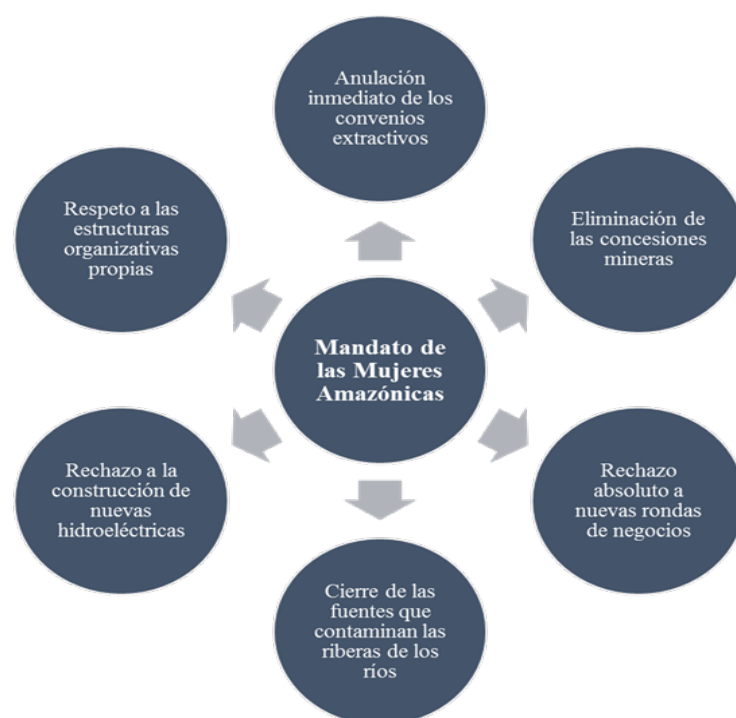 Anulación
inmediato de los
convenios
extractivos
Respeto a las
estructuras
organizativas
propias
Eliminación de
las concesiones
mineras
Mandato de
las Mujeres
Amazónicas
Rechazo a la
construcción de
nuevas
hidroeléctricas
Rechazo
absoluto a
nuevas rondas
de negocios
Cierre de las
fuentes que
contaminan las
riberas de los
ríos